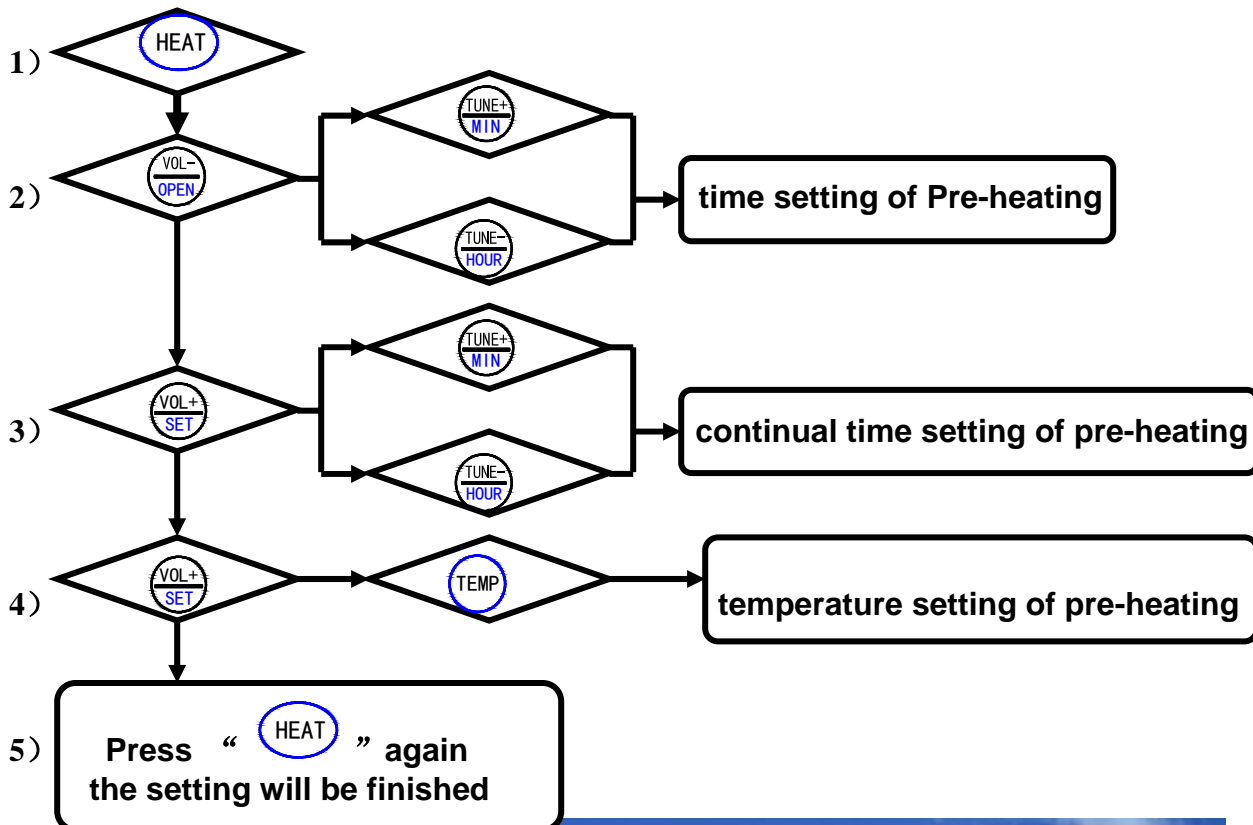 1）
HEAT
2）
VOL-
OPEN
TUNE+
MIN
TUNE-
HOUR
time setting of Pre-heating
3）
VOL+
SET
TUNE+
MIN
TUNE-
HOUR
continual time setting of pre-heating
4）
VOL+
SET
TEMP
temperature setting of pre-heating
5）
Press “ HEAT ” again
the setting will be finished